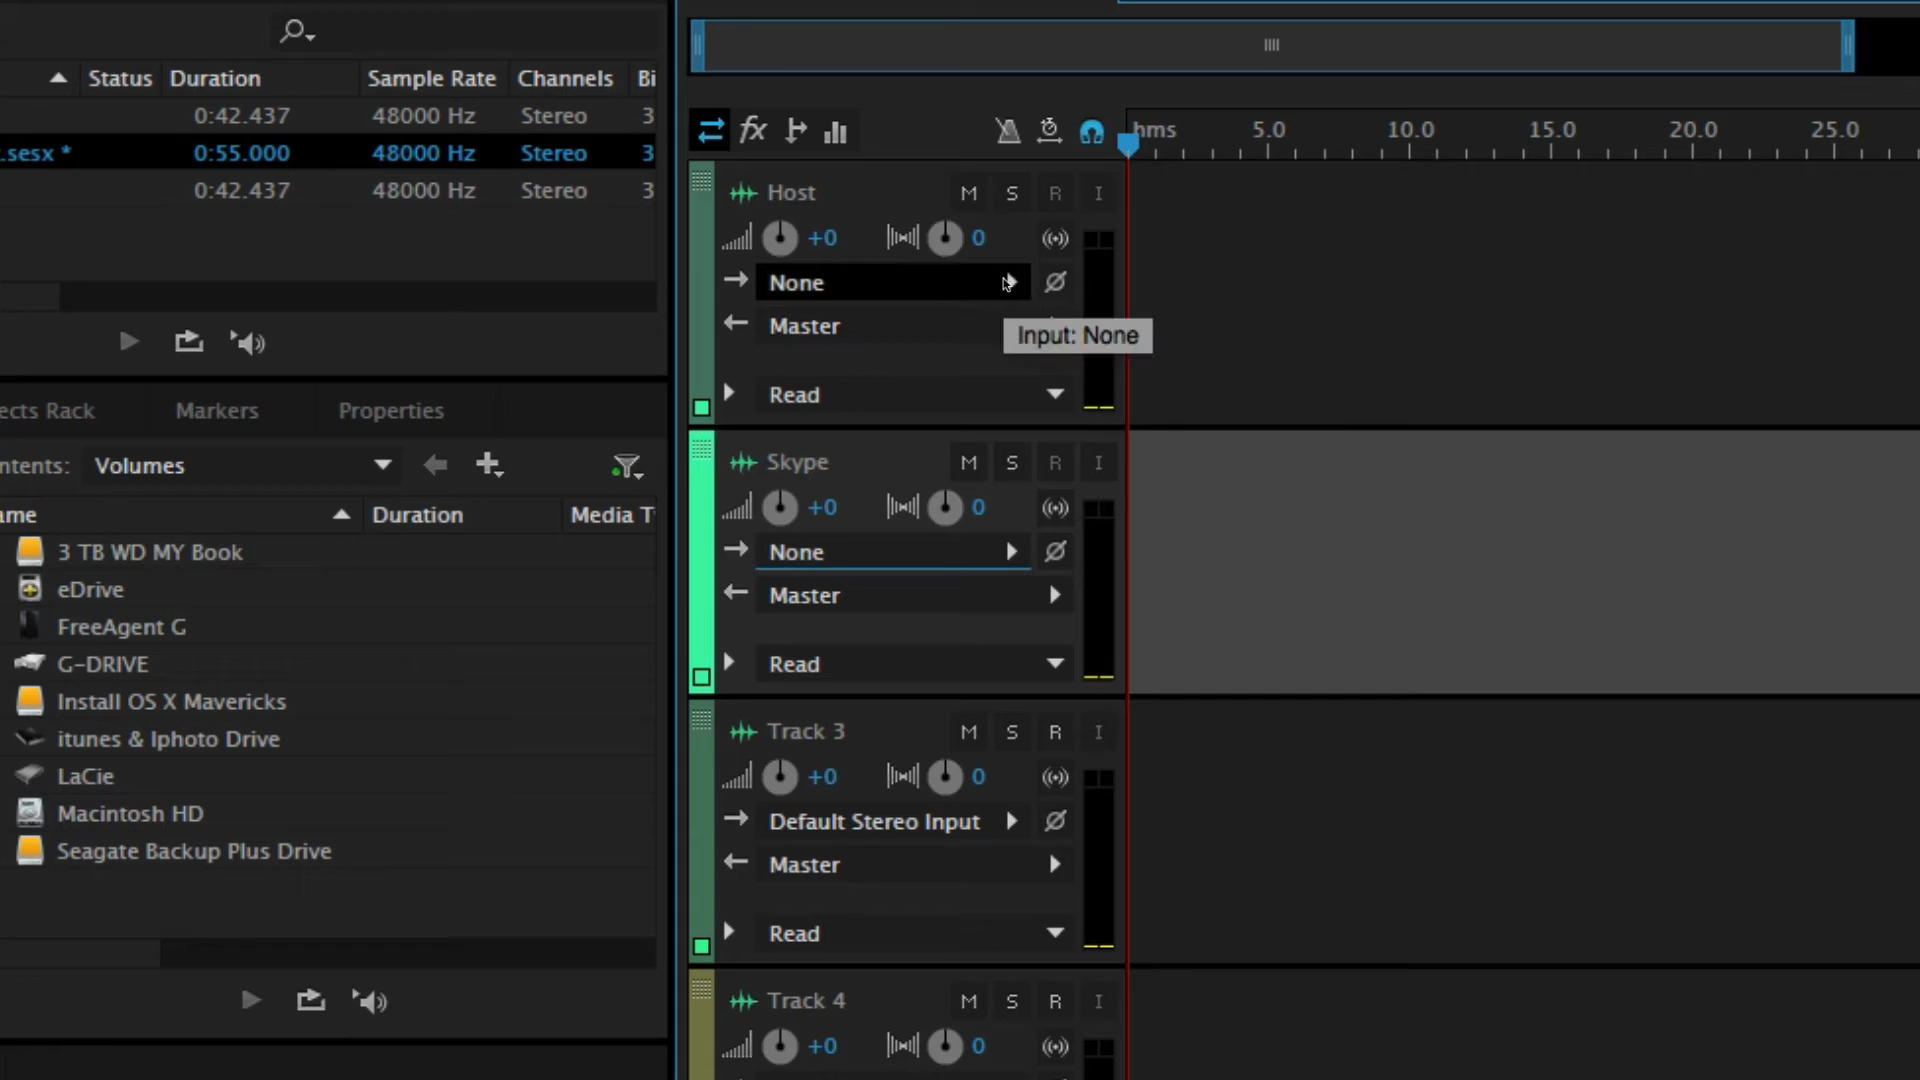 Status Duration Sample Rate Channels Bi
0:42.437 48000 Hz Stereo 3
.sesx * 0:55.000 48000 Hz Stereo 3
0:42.437 48000 Hz Stereo 3
ects Rack Markers Properties
ntents: Volumes
ame Duration Media T
3 TB WD MY Book
eDrive
FreeAgent G
G-DRIVE
Install OS X Mavericks
itunes & Iphoto Drive
LaCie
Macintosh HD
Seagate Backup Plus Drive
fx hms 5.0 10.0 15.0 20.0 25.0
Host M S R I
+0 0
None
Master
Input: None
Read
Skype M S R I
+0 0
None
Master
Read
Track 3 M S R I
+0 0
Default Stereo Input
Master
Read
Track 4 M S R I
+0 0